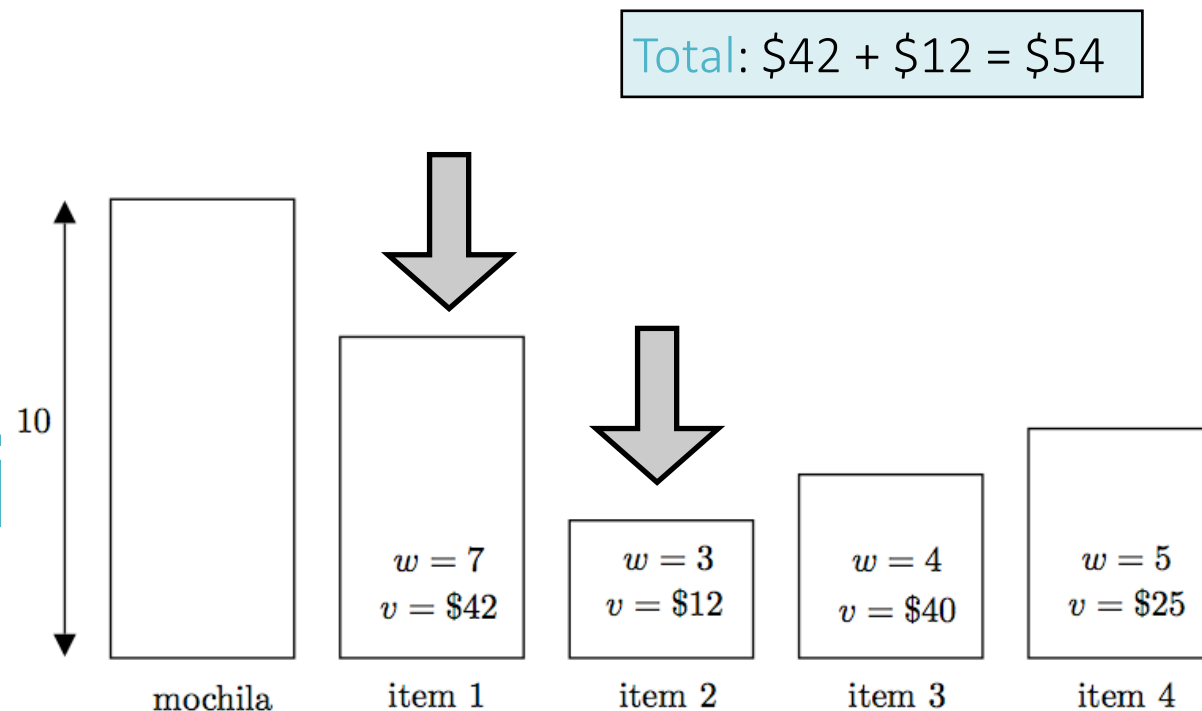 Total: $42 + $12 = $54
10
w = 7
v = $42
w = 3
v = $12
w = 4
v = $40
w = 5
v = $25
mochila
item 1
item 2
item 3
item 4